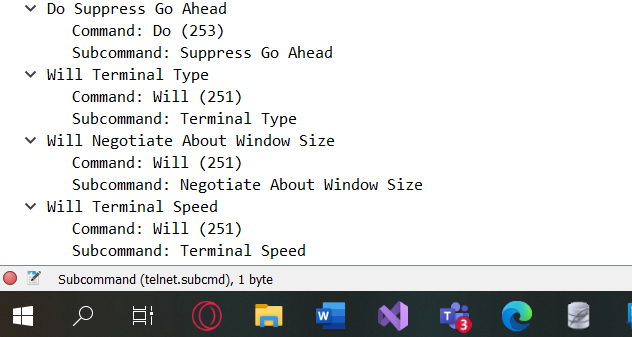 Do Suppress Go Ahead
Command: Do (253)
Subcommand: Suppress Go Ahead
Will Terminal Type
Command: Will (251)
Subcommand: Terminal Type
Will Negotiate About Window Size
Command: Will (251)
Subcommand: Negotiate About Window Size
Will Terminal Speed
Command: Will (251)
Subcommand: Terminal Speed
Subcommand (telnet.subcmd), 1 byte
W
T
3